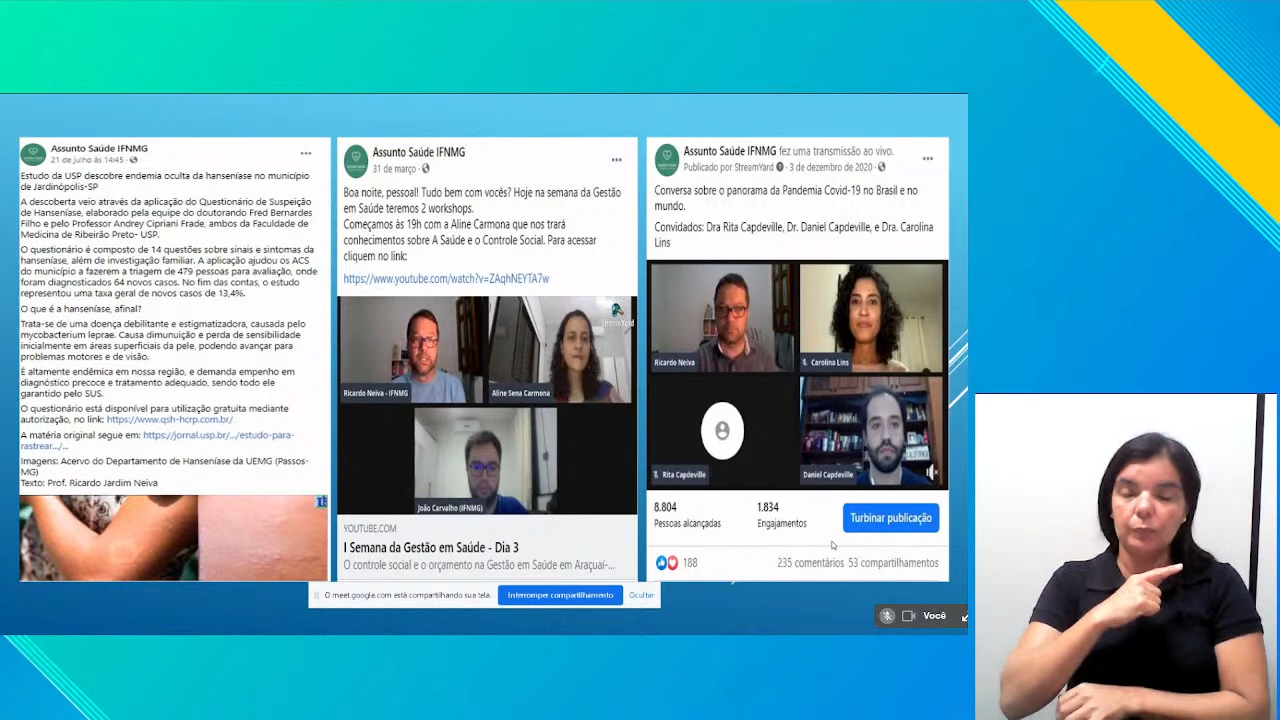 Assunto Saúde IFNMG
21 de julho às 14:45
Estudo da USP descobre endemia oculta da hanseníase no município
de Jardinópolis-SP
A descoberta veio através da aplicação do Questionário de Suspeição
de Hanseníase, elaborado pela equipe do doutorando Fred Bernardes
Filho e pelo Professor Andrey Cipriani Frade, ambos da Faculdade de
Medicina de Ribeirão Preto- USP.
O questionário é composto de 14 questões sobre sinais e sintomas da
hanseníase, além de investigação familiar. A aplicação ajudou os ACS
do município a fazerem a triagem de 479 pessoas para avaliação, onde
foram diagnosticados 64 novos casos. No fim das contas, o estudo
representou uma taxa geral de novos casos de 13,4%.
O que é a hanseníase, afinal?
Trata-se de uma doença debilitante e estigmatizadora, causada pelo
mycobacterium leprae. Causa dimunuição e perda de sensibilidade
inicialmente em áreas superficiais da pele, podendo avançar para
problemas motores e de visão.
É altamente endêmica em nossa região, e demanda empenho em
diagnóstico precoce e tratamento adequado, sendo todo ele
garantido pelo SUS.
O questionário está disponível para utilização gratuita mediante
autorização, no link: https://www.qsh-hcrp.com.br/
A matéria original segue em: https://jornal.usp.br/.../estudo-para-
rastrear.../...
Imagens: Acervo do Departamento de Hanseníase da UEMG (Passos-
MG)
Texto: Prof. Ricardo Jardim Neiva
Assunto Saúde IFNMG
31 de março
Boa noite, pessoal! Tudo bem com vocês? Hoje na semana da Gestão
em Saúde teremos 2 workshops.
Começamos às 19h com a Aline Carmona que nos trará
conhecimentos sobre A Saúde e o Controle Social. Para acessar
cliquem no link:
https://www.youtube.com/watch?v=ZAqhNEYTA7w
StreamYard
Ricardo Neiva - IFNMG
Aline Sena Carmona
João Carvalho (IFNMG)
YOUTUBE.COM
I Semana da Gestão em Saúde - Dia 3
O controle social e o orçamento na Gestão em Saúde em Araçuaí-...
Assunto Saúde IFNMG fez uma transmissão ao vivo.
Publicado por StreamYard 3 de dezembro de 2020
Conversa sobre o panorama da Pandemia Covid-19 no Brasil e no
mundo.
Convidados: Dra Rita Capdeville, Dr. Daniel Capdeville, e Dra. Carolina
Lins
Ricardo Neiva
Carolina Lins
Rita Capdeville
Daniel Capdeville
8.804
Pessoas alcançadas
1.834
Engajamentos
Turbinar publicação
188
235 comentários 53 compartilhamentos
O meet.google.com está compartilhando sua tela.
Interromper compartilhamento
Ocultar
Você